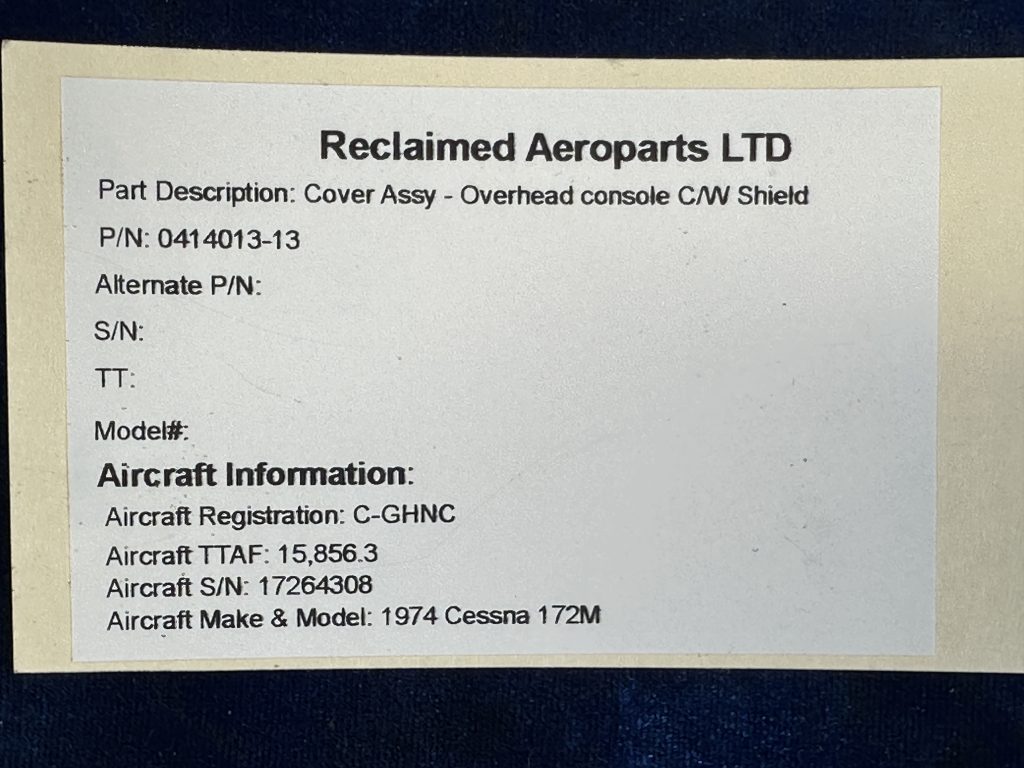 Reclaimed Aeroparts LTD
Part Description: Cover Assy - Overhead console C/W Shield
P/N: 0414013-13
Alternate P/N:
S/N:
TT:
Model#:
Aircraft Information:
Aircraft Registration: C-GHNC
Aircraft TTAF: 15,856.3
Aircraft S/N: 17264308
Aircraft Make & Model: 1974 Cessna 172M